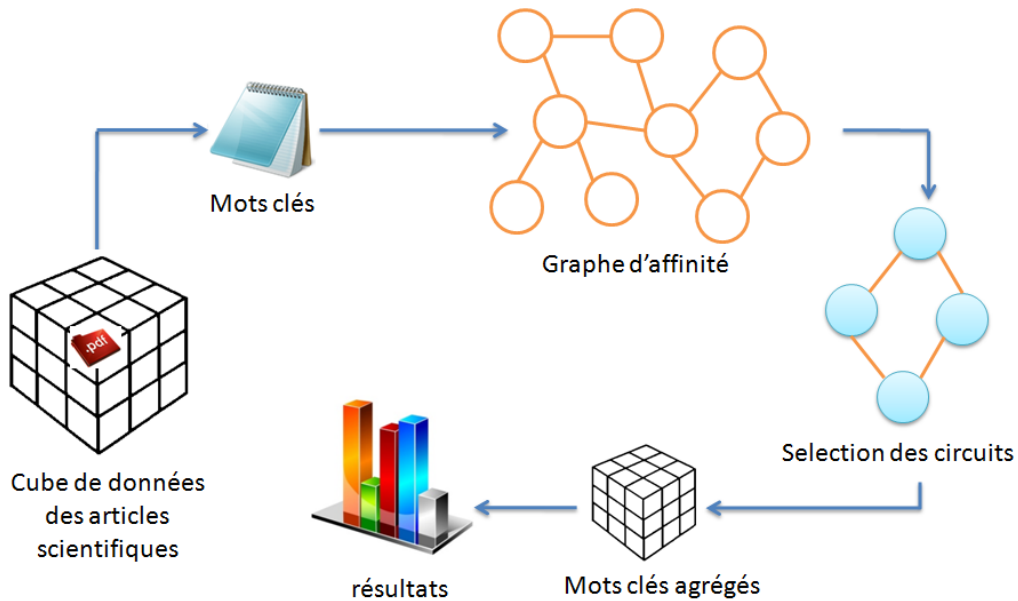 Mots clés
Graphe d'affinité
.pdf
Cube de données
des articles
scientifiques
Selection des circuits
Mots clés agrégés
résultats